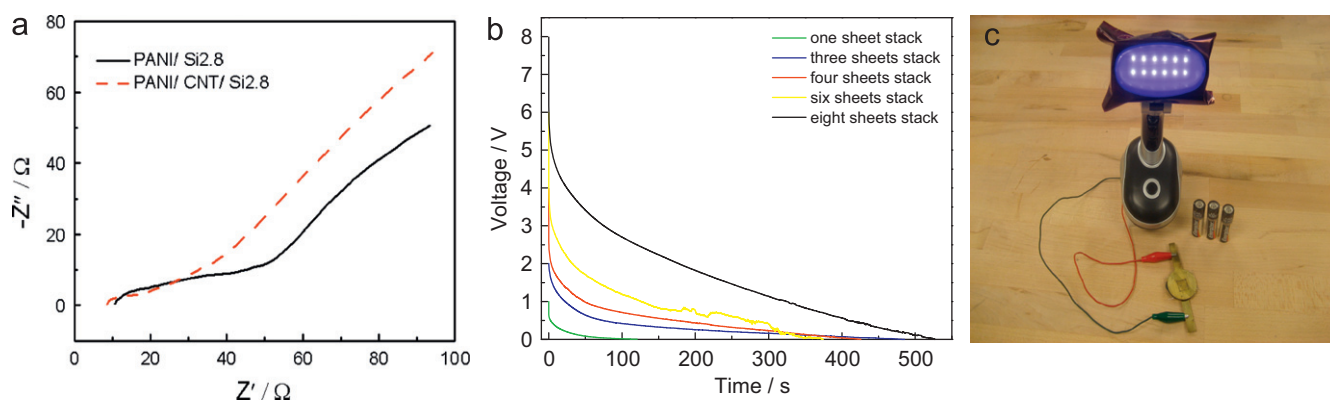 a
80
60
40
20
0
-Z″ / Ω
PANI/ Si2.8
PANI/ CNT/ Si2.8
0
20
40
60
80
100
Z′ / Ω
b
8
7
6
5
4
3
2
1
0
Voltage / V
one sheet stack
three sheets stack
four sheets stack
six sheets stack
eight sheets stack
0
100
200
300
400
500
Time / s
c